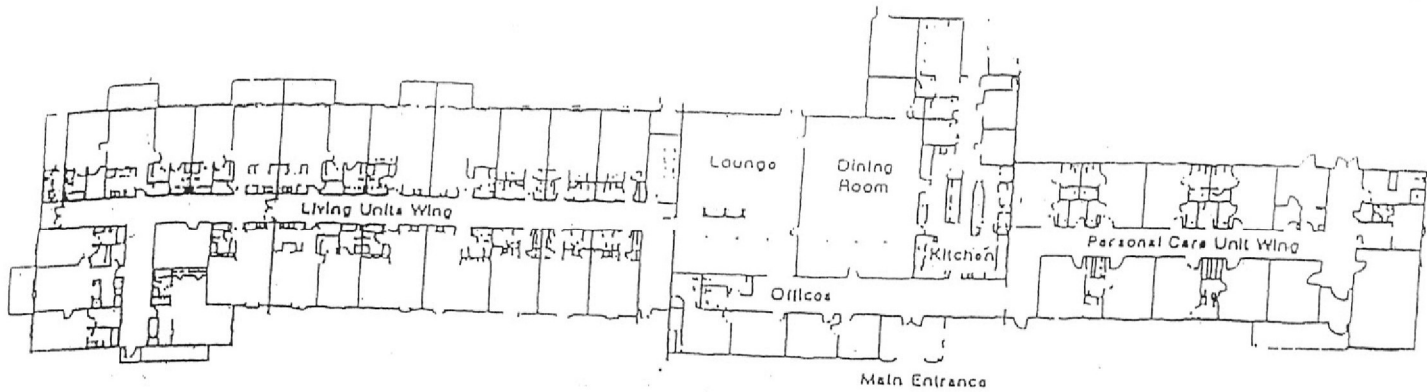 Lounge
Dining
Room
Living Units Wing
Kitchen
Personal Care Unit Wing
Offices
Main Entrance